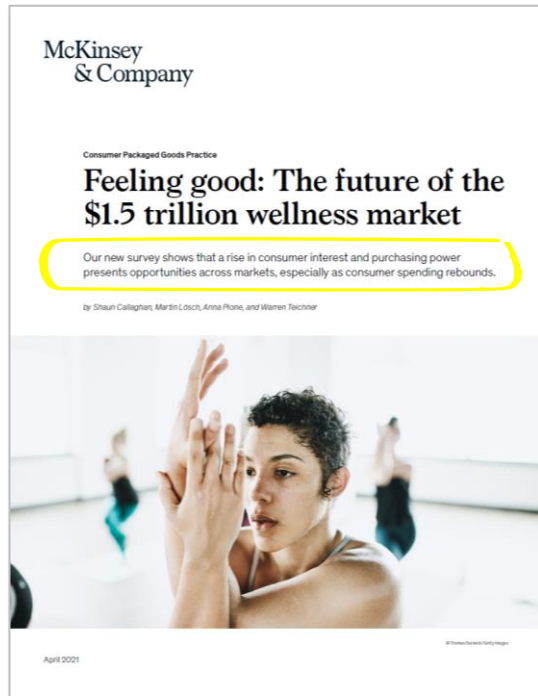 McKinsey
& Company
Consumer Packaged Goods Practice
Feeling good: The future of the
$1.5 trillion wellness market
Our new survey shows that a rise in consumer interest and purchasing power
presents opportunities across markets, especially as consumer spending rebounds.
by Shaun Callaghan, Martin Lösch, Anna Pione, and Warren Teichner
April 2021